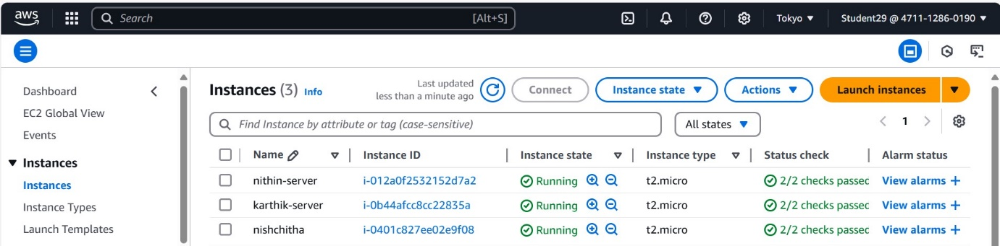 aws Search [Alt+S] Tokyo Student29 @ 4711-1286-0190
Dashboard
EC2 Global View
Events
Instances
Instances
Instance Types
Launch Templates
Instances (3) Info Last updated less than a minute ago Connect Instance state Actions Launch instances
Find Instance by attribute or tag (case-sensitive) All states 1
Name Instance ID Instance state Instance type Status check Alarm status
nithin-server i-012a0f2532152d7a2 Running t2.micro 2/2 checks passed View alarms +
karthik-server i-0b44afcc8cc22835a Running t2.micro 2/2 checks passed View alarms +
nishchitha i-0401c827ee02e9f08 Running t2.micro 2/2 checks passed View alarms +